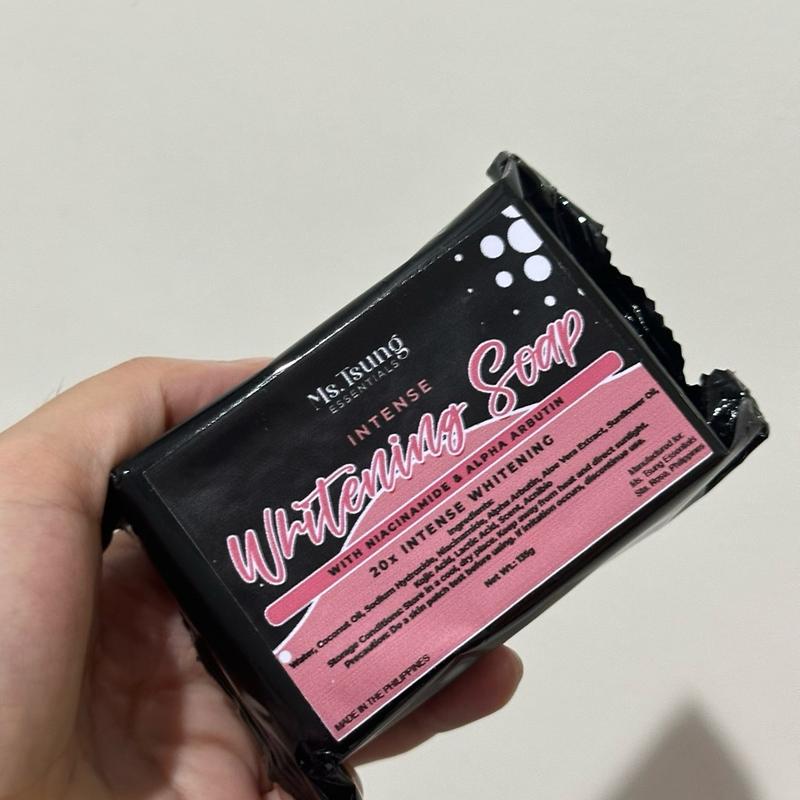 Ms.Tsung
ESSENTIALS
INTENSE
Whitening Soap
WITH NIACINAMIDE & ALPHA ARBUTIN
20x INTENSE WHITENING
Ingredients:
Water, Coconut Oil, Sodium Hydroxide, Niacinamide, Alpha Arbutin, Aloe Vera Extract, Sunflower Oil,
Kojic Acid, Lactic Acid, Scent,
Storage Conditions: Store in a cool, dry place. Keep away from heat and direct sunlight.
Precaution: Do a skin patch test before using. If irritation occurs, discontinue use.
Net Wt.: 135g
Manufactured for:
Ms. Tsung Essentials
Sta. Rosa, Philippines
MADE IN THE PHILIPPINES